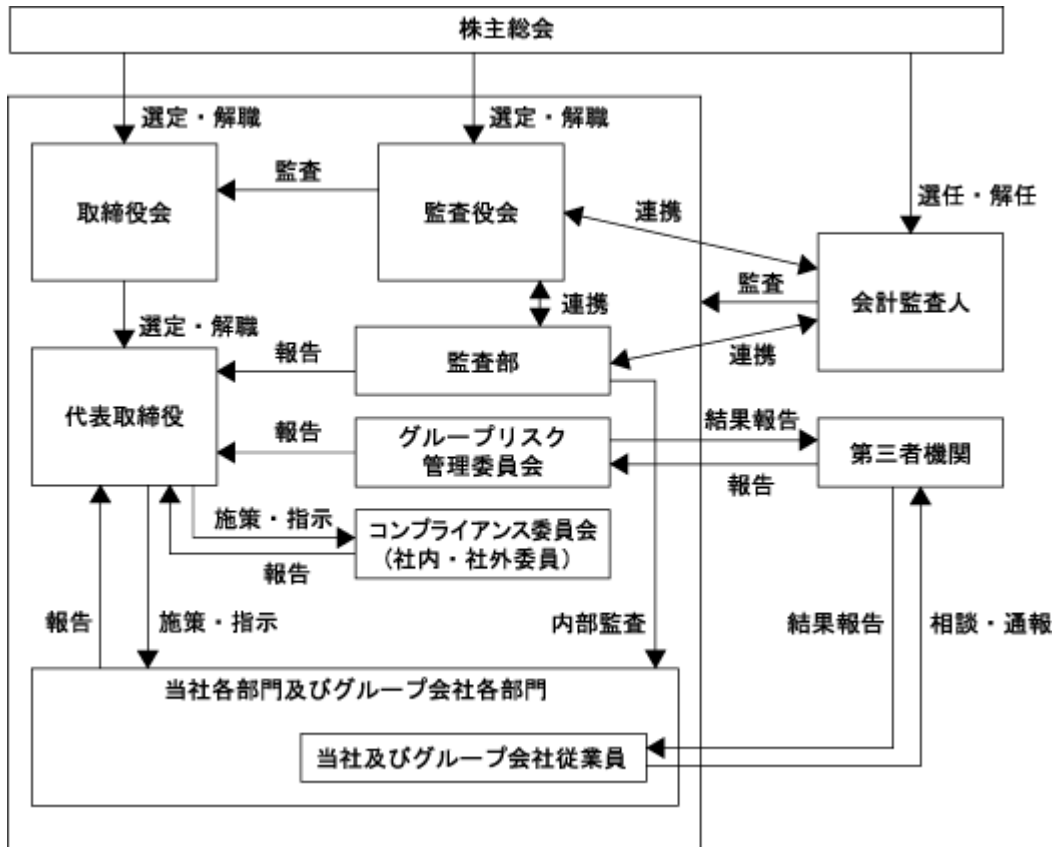 株主総会
選定・解職
選定・解職
選任・解任
取締役会
監査
監査役会
連携
会計監査人
監査
選定・解職
連携
連携
報告
監査部
代表取締役
報告
グループリスク
管理委員会
結果報告
報告
第三者機関
施策・指示
報告
コンプライアンス委員会
（社内・社外委員）
報告
施策・指示
内部監査
結果報告
相談・通報
当社各部門及びグループ会社各部門
当社及びグループ会社従業員